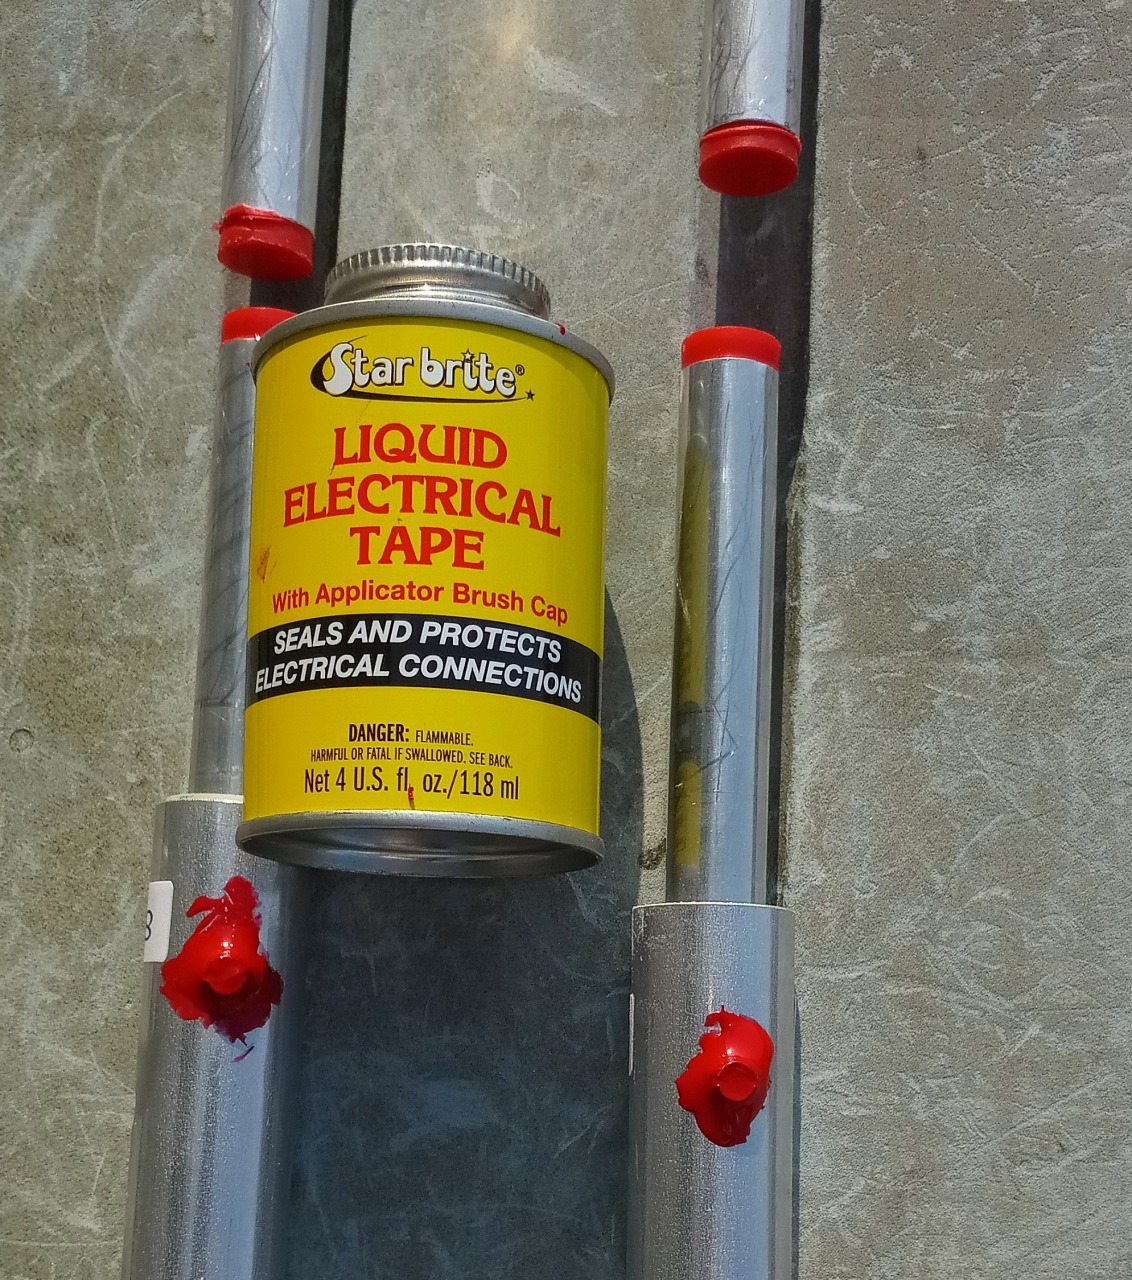 Star brite®
LIQUID
ELECTRICAL
TAPE
With Applicator Brush Cap
SEALS AND PROTECTS
ELECTRICAL CONNECTIONS
DANGER: FLAMMABLE.
HARMFUL OR FATAL IF SWALLOWED. SEE BACK.
Net 4 U.S. fl. oz./118 ml
8